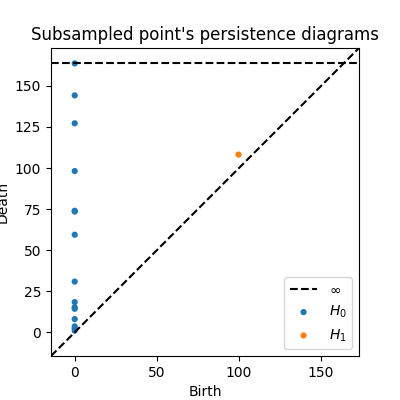 Subsampled point's persistence diagrams
150
125
100
75
50
25
0
Death
0 50 100 150
Birth
∞
H₀
H₁